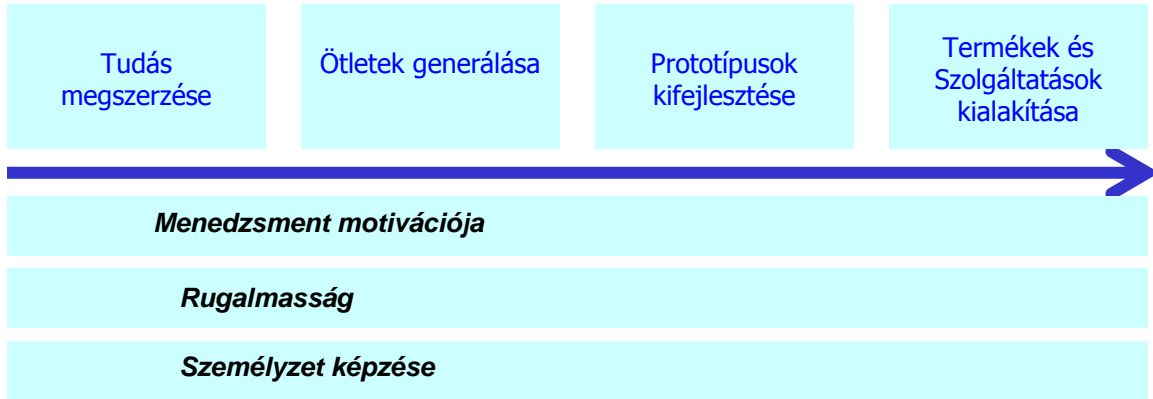 Tudás
megszerzése
Ötletek generálása
Prototípusok
kifejlesztése
Termékek és
Szolgáltatások
kialakítása
Menedzsment motivációja
Rugalmasság
Személyzet képzése